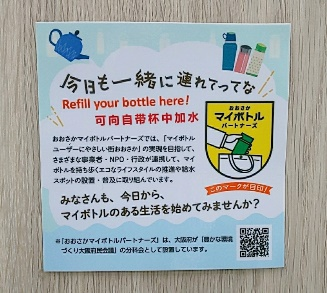 今日も一緒に連れてってな
Refill your bottle here!
可向自带杯中加水
おおさか
マイボトル
パートナーズ
おおさかマイボトルパートナーズでは、「マイボトル
ユーザーにやさしい街おおさか」の実現を目指して、
さまざまな事業者・NPO・行政が連携して、マイボ
トルを持ち歩くエコなライフスタイルの推進や給水
スポットの設置・普及に取り組んでいます。
このマークが目印!
みなさんも、今日から、
マイボトルのある生活を始めてみませんか?
※「おおさかマイボトルパートナーズ」は、大阪府が「豊かな環境
づくり大阪府民会議」の分科会として設置しています。